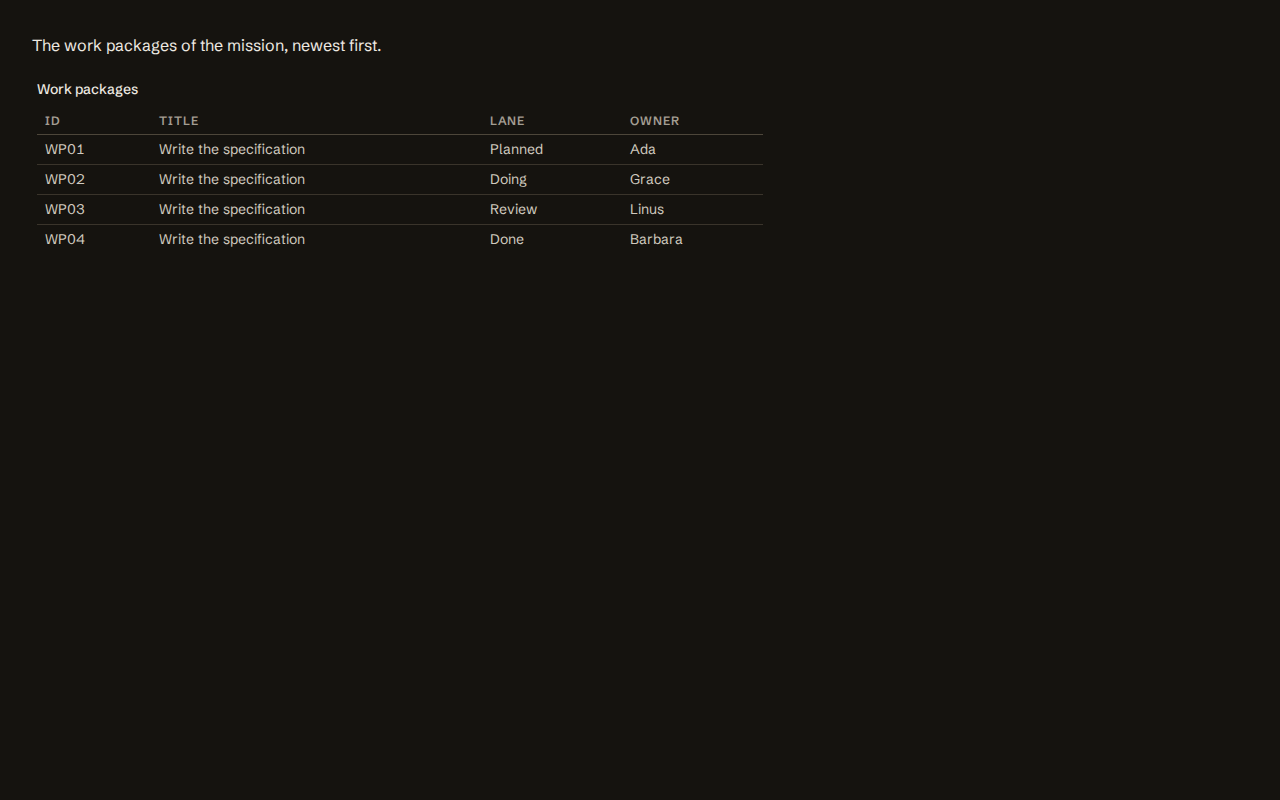 The work packages of the mission, newest first.
Work packages
ID TITLE LANE OWNER
WP01 Write the specification Planned Ada
WP02 Write the specification Doing Grace
WP03 Write the specification Review Linus
WP04 Write the specification Done Barbara